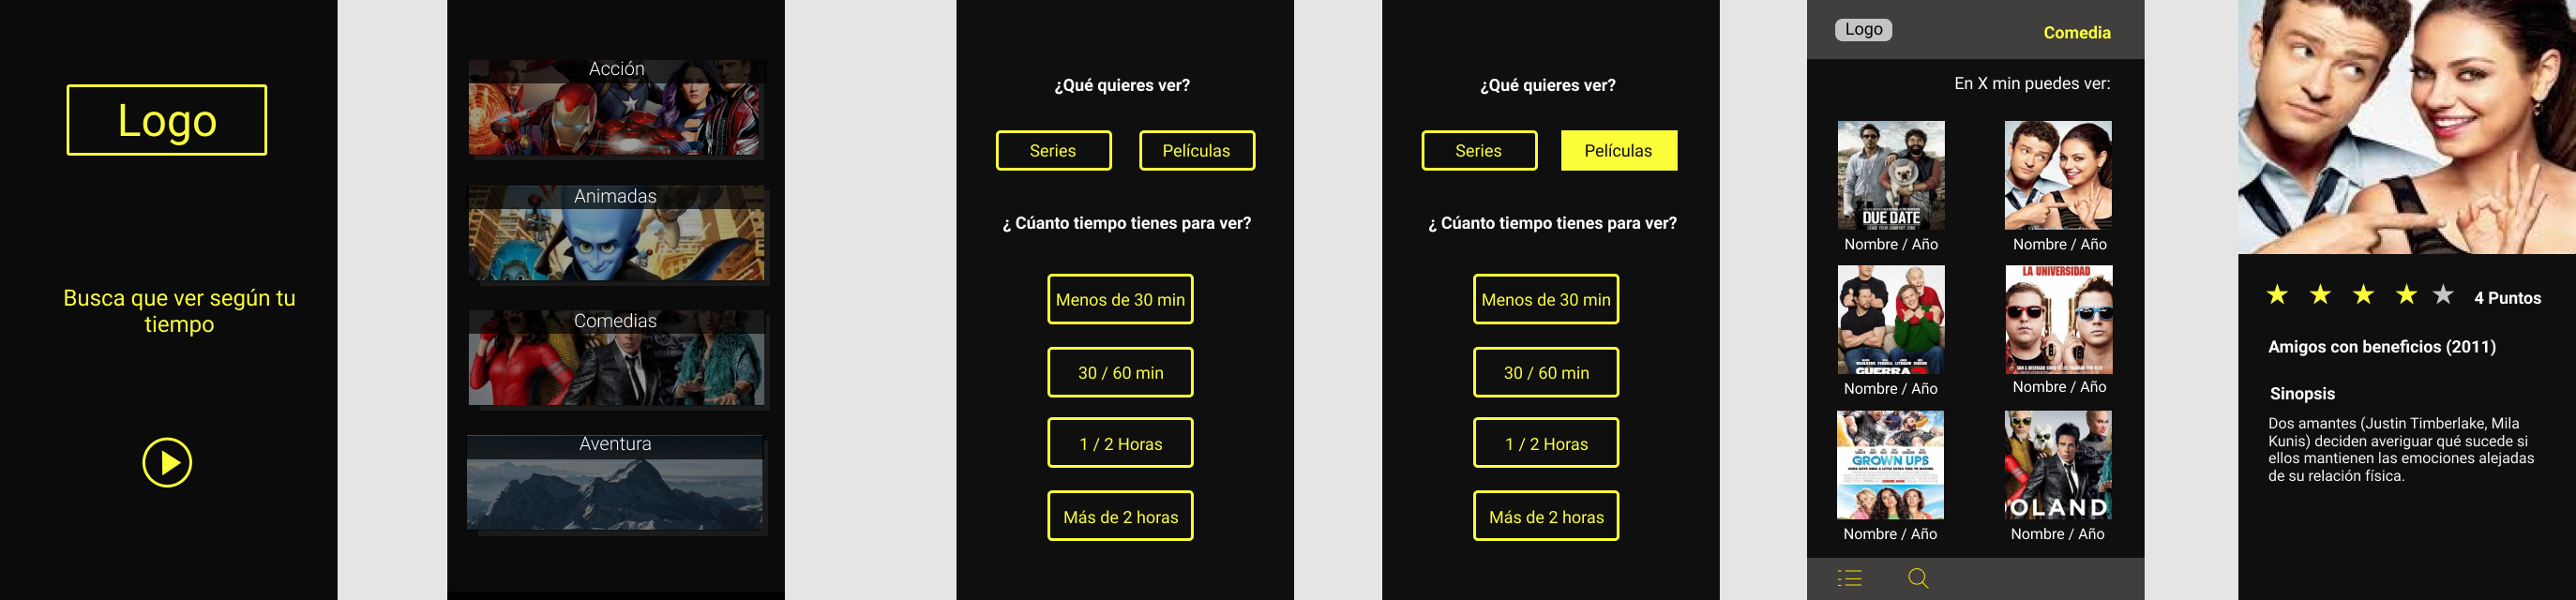 Logo
Busca que ver según tu
tiempo
Acción
Animadas
Comedias
Aventura
¿Qué quieres ver?
Series
Películas
¿ Cúanto tiempo tienes para ver?
Menos de 30 min
30 / 60 min
1 / 2 Horas
Más de 2 horas
¿Qué quieres ver?
Series
Películas
¿ Cúanto tiempo tienes para ver?
Menos de 30 min
30 / 60 min
1 / 2 Horas
Más de 2 horas
Logo
Comedia
En X min puedes ver:
DUE DATE
Nombre / Año
Nombre / Año
GUERRA
Nombre / Año
LA UNIVERSIDAD
Nombre / Año
GROWN UPS
Nombre / Año
OLAND
Nombre / Año
4 Puntos
Amigos con beneficios (2011)
Sinopsis
Dos amantes (Justin Timberlake, Mila
Kunis) deciden averiguar qué sucede si
ellos mantienen las emociones alejadas
de su relación física.